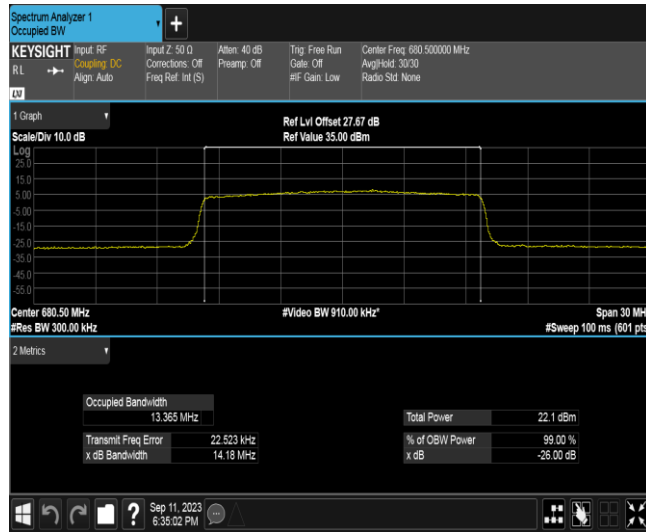 Spectrum Analyzer 1
Occupied BW
+
KEYSIGHT
RL
LXI
Input: RF
Coupling: DC
Align: Auto
Input Z: 50 Ω
Corrections: Off
Freq Ref: Int (S)
Atten: 40 dB
Preamp: Off
Trig: Free Run
Gate: Off
#IF Gain: Low
Center Freq: 680.500000 MHz
Avg|Hold: 30/30
Radio Std: None
1 Graph
Scale/Div 10.0 dB
Ref Lvl Offset 27.67 dB
Ref Value 35.00 dBm
Log
25.0
15.0
5.00
-5.00
-15.0
-25.0
-35.0
-45.0
-55.0
Center 680.50 MHz
#Video BW 910.00 kHz*
Span 30 MH
#Res BW 300.00 kHz
#Sweep 100 ms (601 pts
2 Metrics
Occupied Bandwidth
13.365 MHz
Total Power 22.1 dBm
Transmit Freq Error 22.523 kHz
% of OBW Power 99.00 %
x dB Bandwidth 14.18 MHz
x dB -26.00 dB
?
Sep 11, 2023
6:35:02 PM